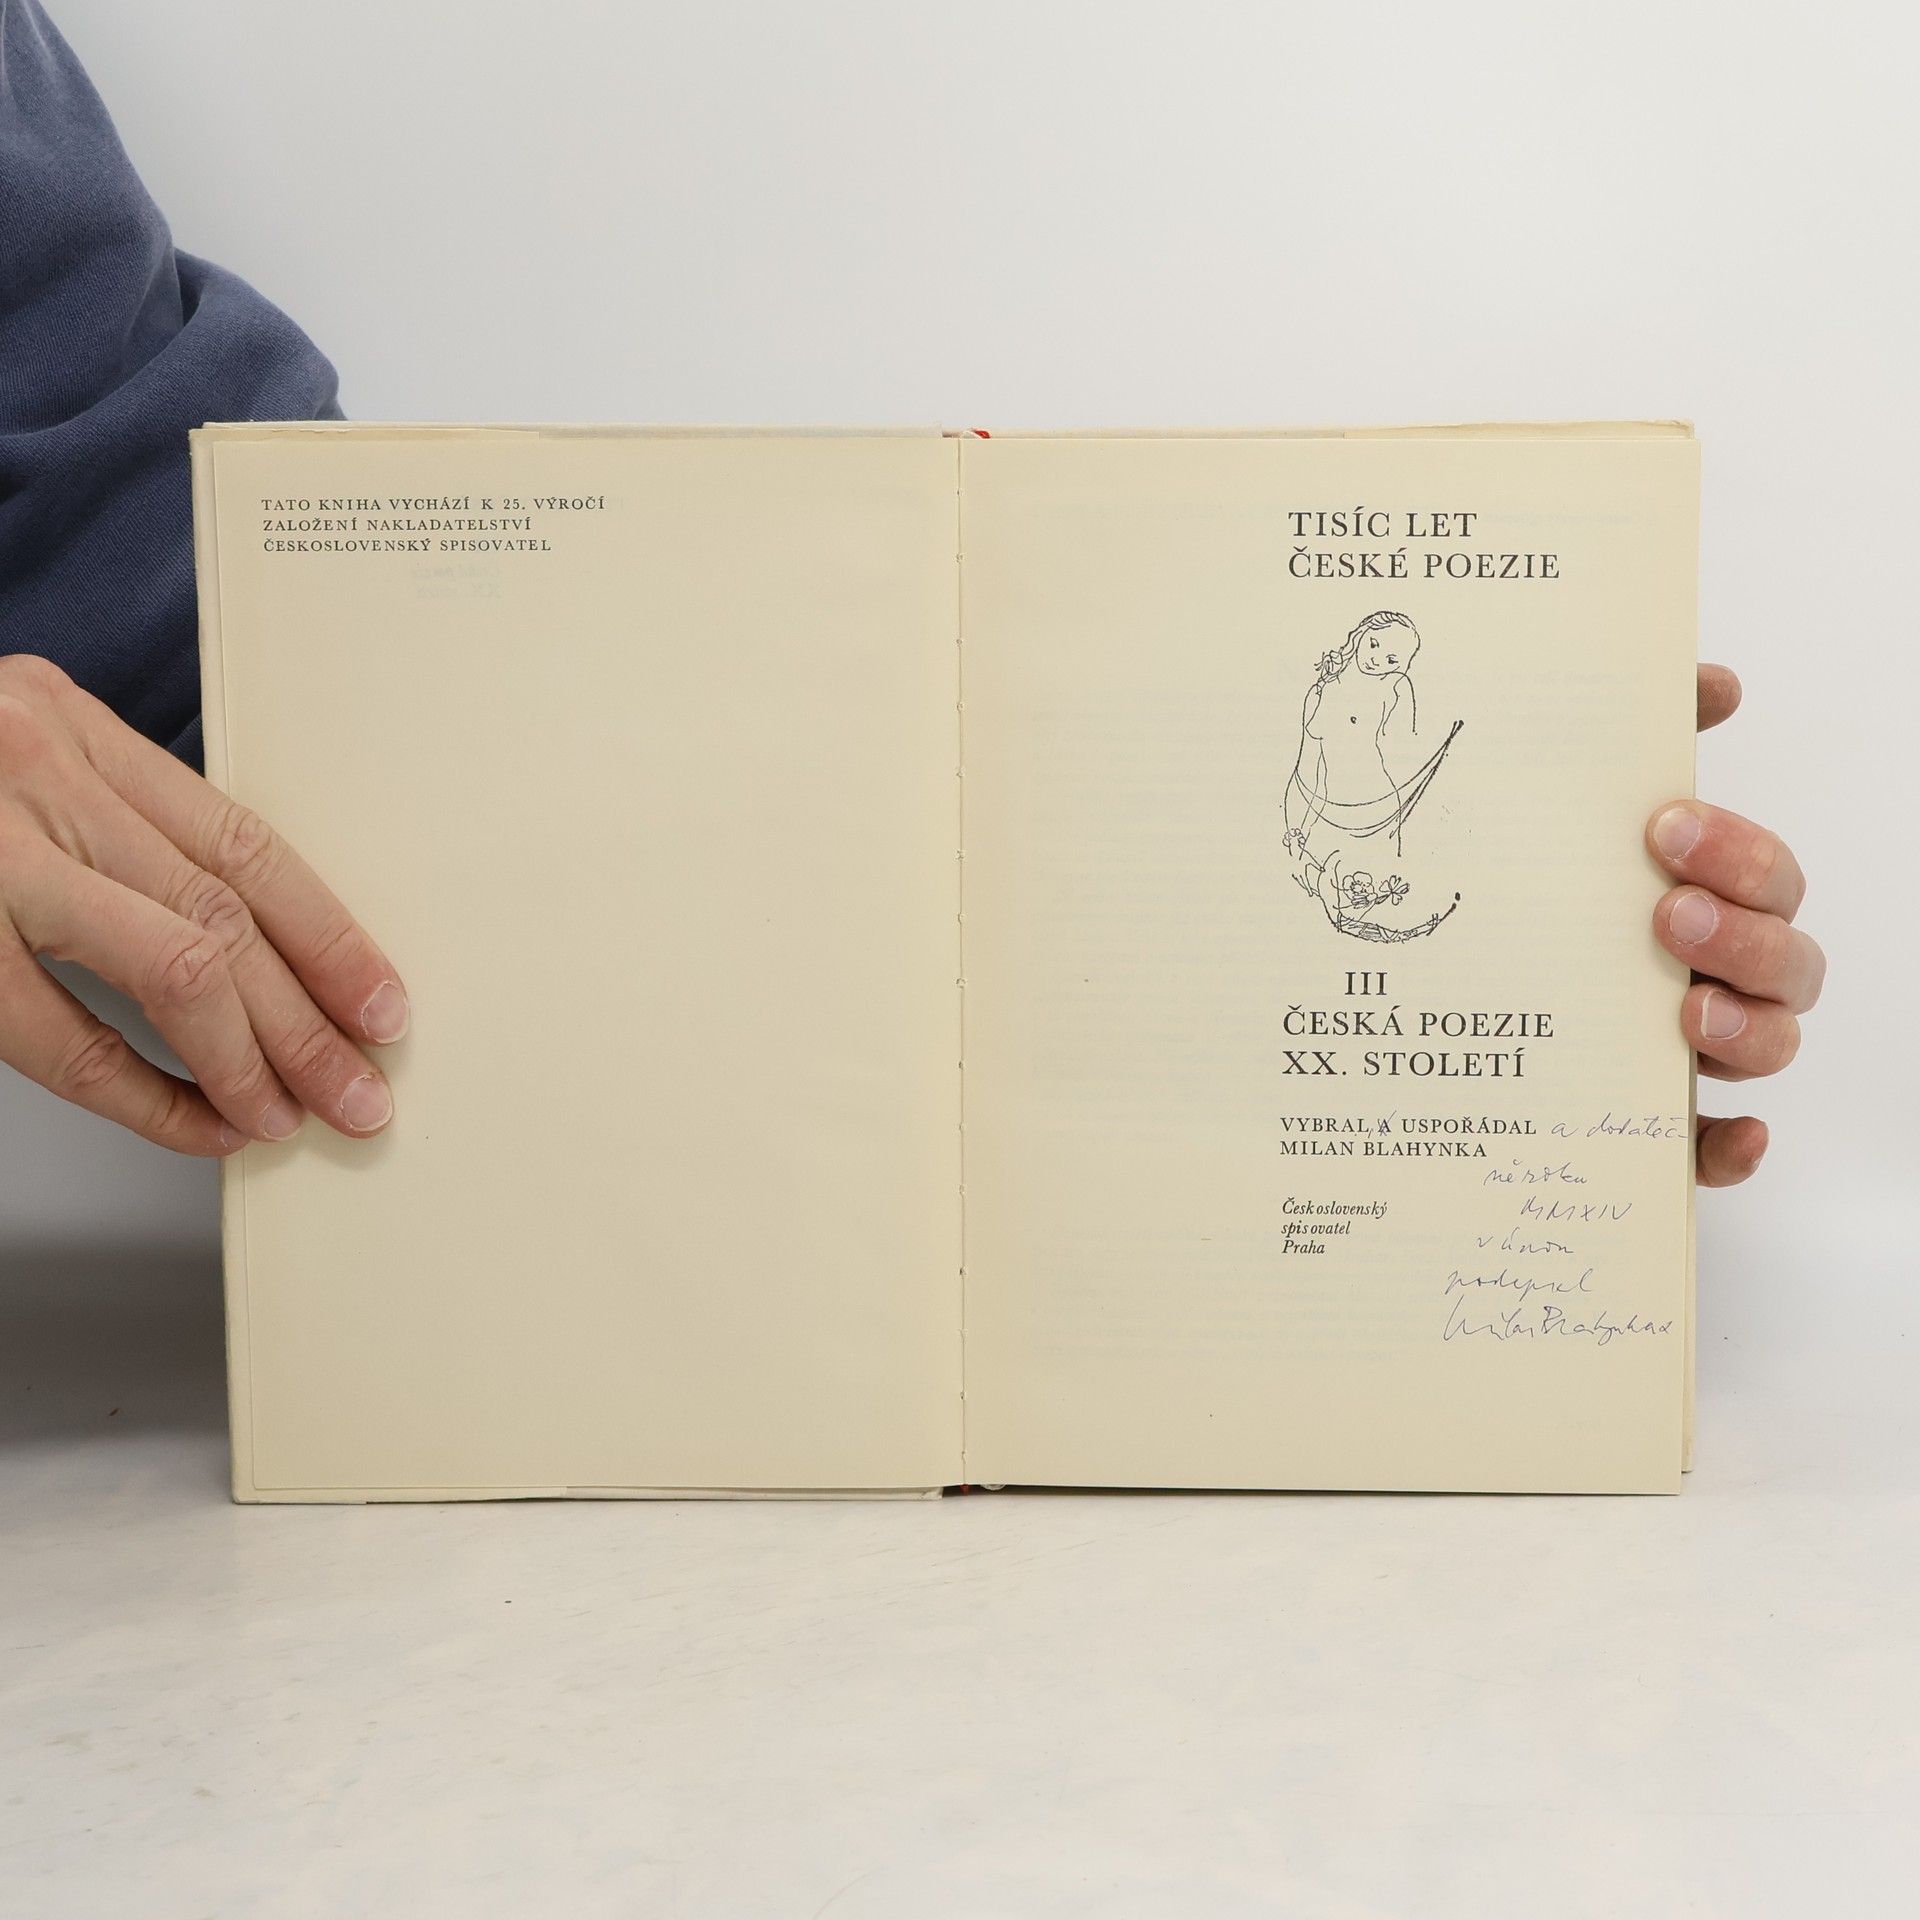 TATO KNIHA VYCHÁZÍ K 25. VÝROČÍ
ZALOŽENÍ NAKLADATELSTVÍ
ČESKOSLOVENSKÝ SPISOVATEL
TISÍC LET
ČESKÉ POEZIE
III
ČESKÁ POEZIE
XX. STOLETÍ
VYBRAL, A USPOŘÁDAL a dodateč-
MILAN BLAHYNKA
ně roku
MMXIV
v únoru
podepsal
Milan Blahynka
Československý
spisovatel
Praha